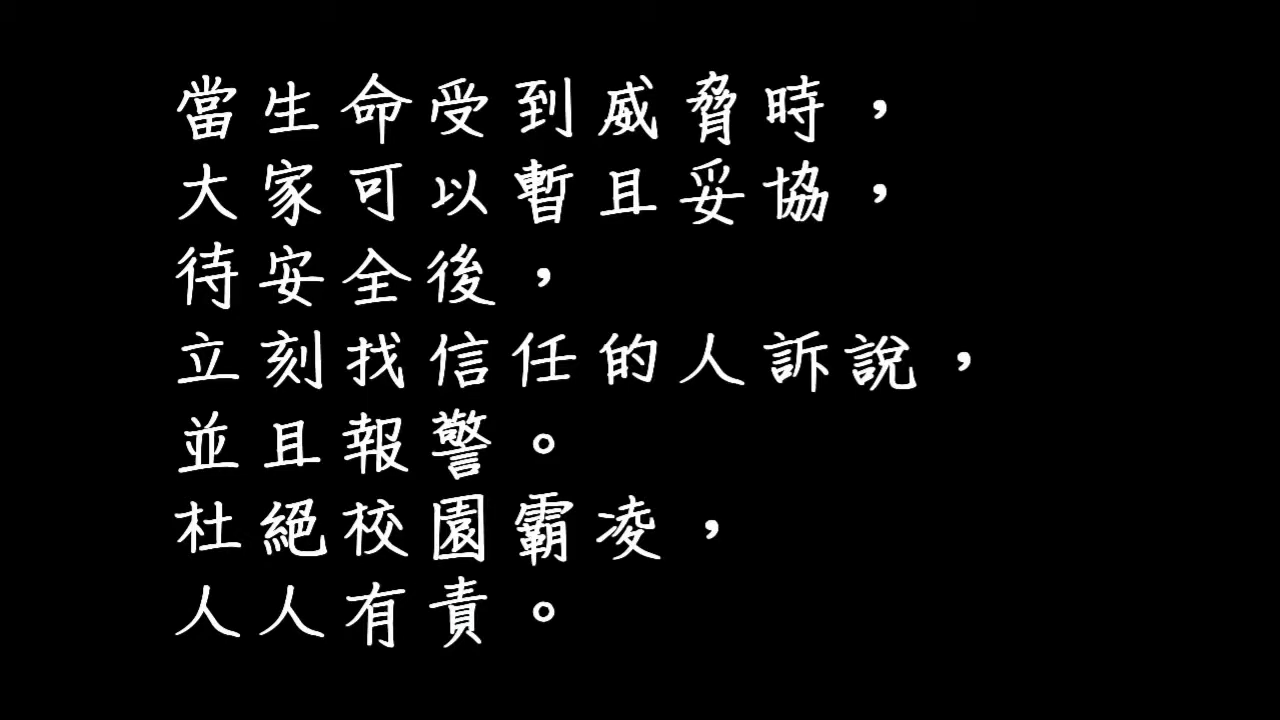 當生命受到威脅時，
大家可以暫且妥協，
待安全後，
立刻找信任的人訴說，
並且報警。
杜絕校園霸凌，
人人有責。